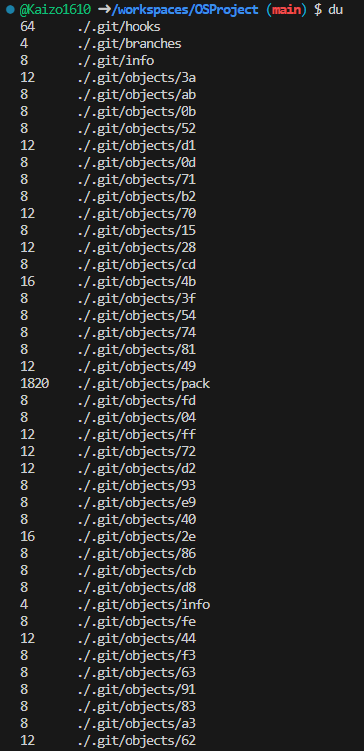 @Kaizo1610 ➜/workspaces/OSProject (main) $ du
64 ./.git/hooks
4 ./.git/branches
8 ./.git/info
12 ./.git/objects/3a
8 ./.git/objects/ab
8 ./.git/objects/0b
8 ./.git/objects/52
12 ./.git/objects/d1
8 ./.git/objects/0d
8 ./.git/objects/71
8 ./.git/objects/b2
12 ./.git/objects/70
8 ./.git/objects/15
12 ./.git/objects/28
8 ./.git/objects/cd
16 ./.git/objects/4b
8 ./.git/objects/3f
8 ./.git/objects/54
8 ./.git/objects/74
8 ./.git/objects/81
12 ./.git/objects/49
1820 ./.git/objects/pack
8 ./.git/objects/fd
8 ./.git/objects/04
12 ./.git/objects/ff
12 ./.git/objects/72
12 ./.git/objects/d2
8 ./.git/objects/93
8 ./.git/objects/e9
8 ./.git/objects/40
16 ./.git/objects/2e
8 ./.git/objects/86
8 ./.git/objects/cb
8 ./.git/objects/d8
4 ./.git/objects/info
8 ./.git/objects/fe
12 ./.git/objects/44
8 ./.git/objects/f3
8 ./.git/objects/63
8 ./.git/objects/91
8 ./.git/objects/83
8 ./.git/objects/a3
12 ./.git/objects/62